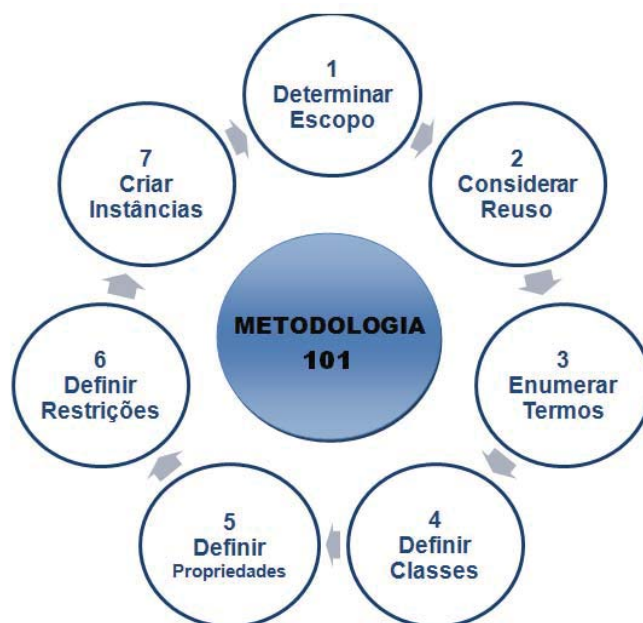 1
Determinar
Escopo
2
Considerar
Reuso
3
Enumerar
Termos
4
Definir
Classes
5
Definir
Propriedades
6
Definir
Restrições
7
Criar
Instâncias
METODOLOGIA
101